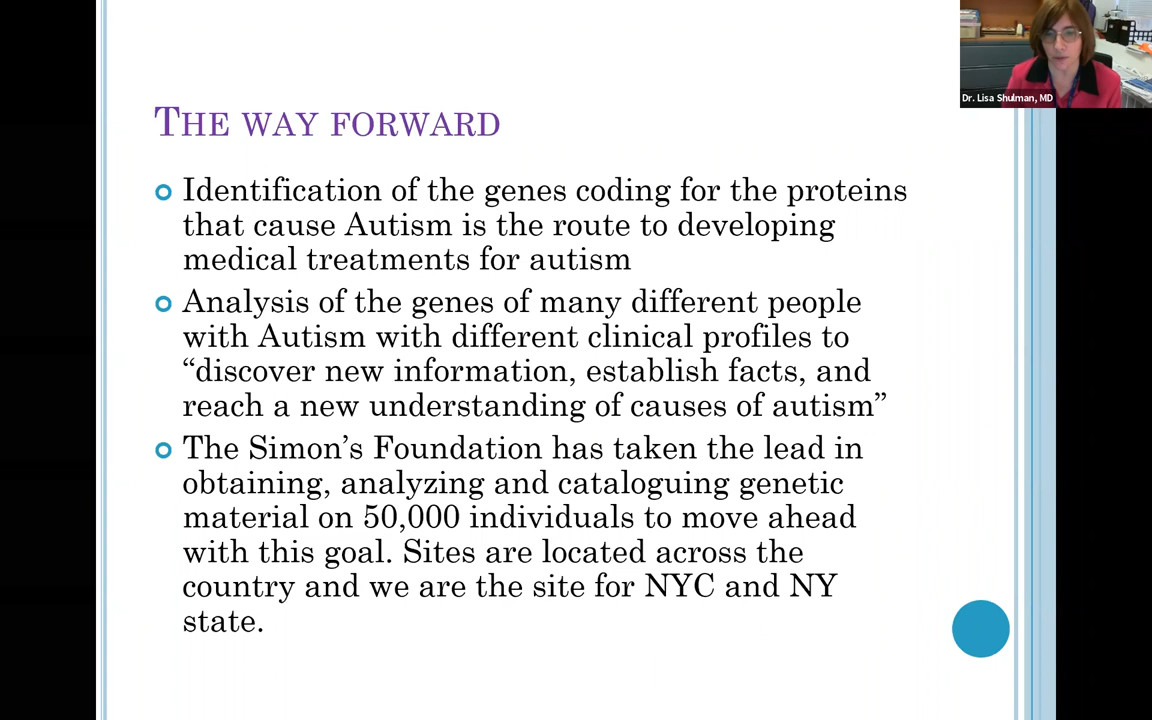 THE WAY FORWARD
Identification of the genes coding for the proteins
that cause Autism is the route to developing
medical treatments for autism
Analysis of the genes of many different people
with Autism with different clinical profiles to
“discover new information, establish facts, and
reach a new understanding of causes of autism”
The Simon’s Foundation has taken the lead in
obtaining, analyzing and cataloguing genetic
material on 50,000 individuals to move ahead
with this goal. Sites are located across the
country and we are the site for NYC and NY
state.
Dr. Lisa Shulman, MD